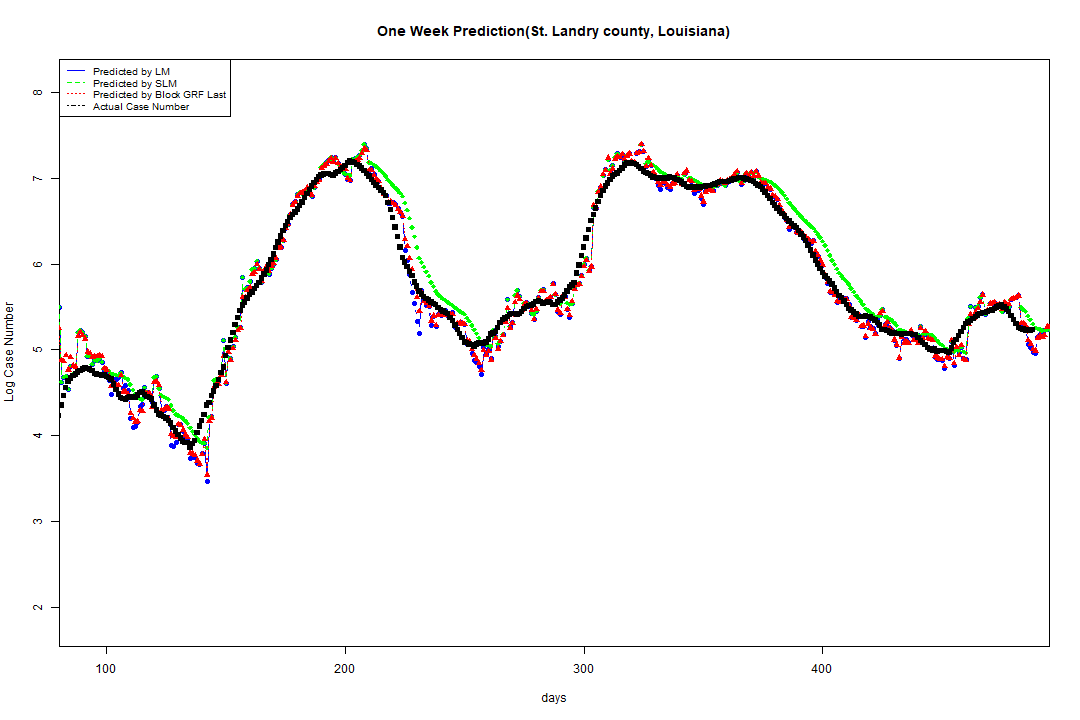 One Week Prediction(St. Landry county, Louisiana)
Predicted by LM
Predicted by SLM
Predicted by Block GRF Last
Actual Case Number
8
7
6
5
4
3
2
Log Case Number
100 200 300 400
days